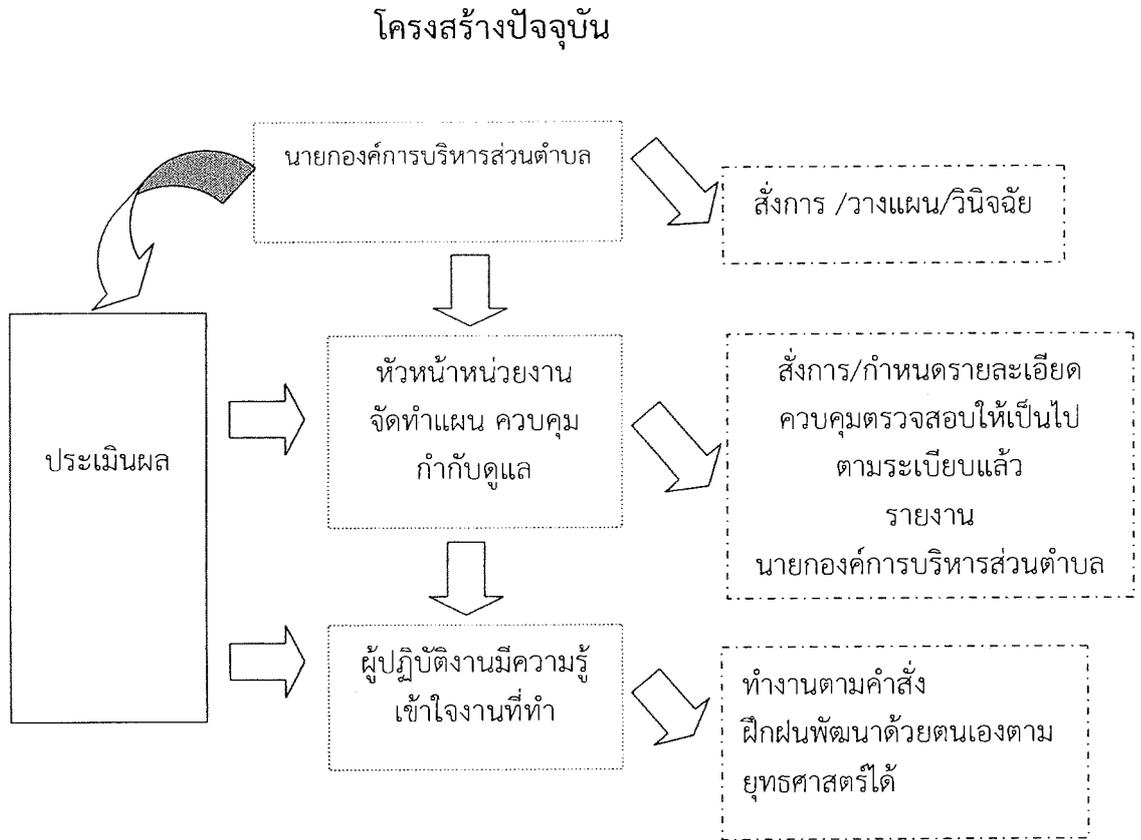 โครงสร้างปัจจุบัน
นายกองค์การบริหารส่วนตำบล
สั่งการ /วางแผน/วินิจฉัย
ประเมินผล
หัวหน้าหน่วยงาน
จัดทำแผน ควบคุม
กำกับดูแล
สั่งการ/กำหนดรายละเอียด
ควบคุมตรวจสอบให้เป็นไป
ตามระเบียบแล้ว
รายงาน
นายกองค์การบริหารส่วนตำบล
ผู้ปฏิบัติงานมีความรู้
เข้าใจงานที่ทำ
ทำงานตามคำสั่ง
ฝึกฝนพัฒนาด้วยตนเองตาม
ยุทธศาสตร์ได้